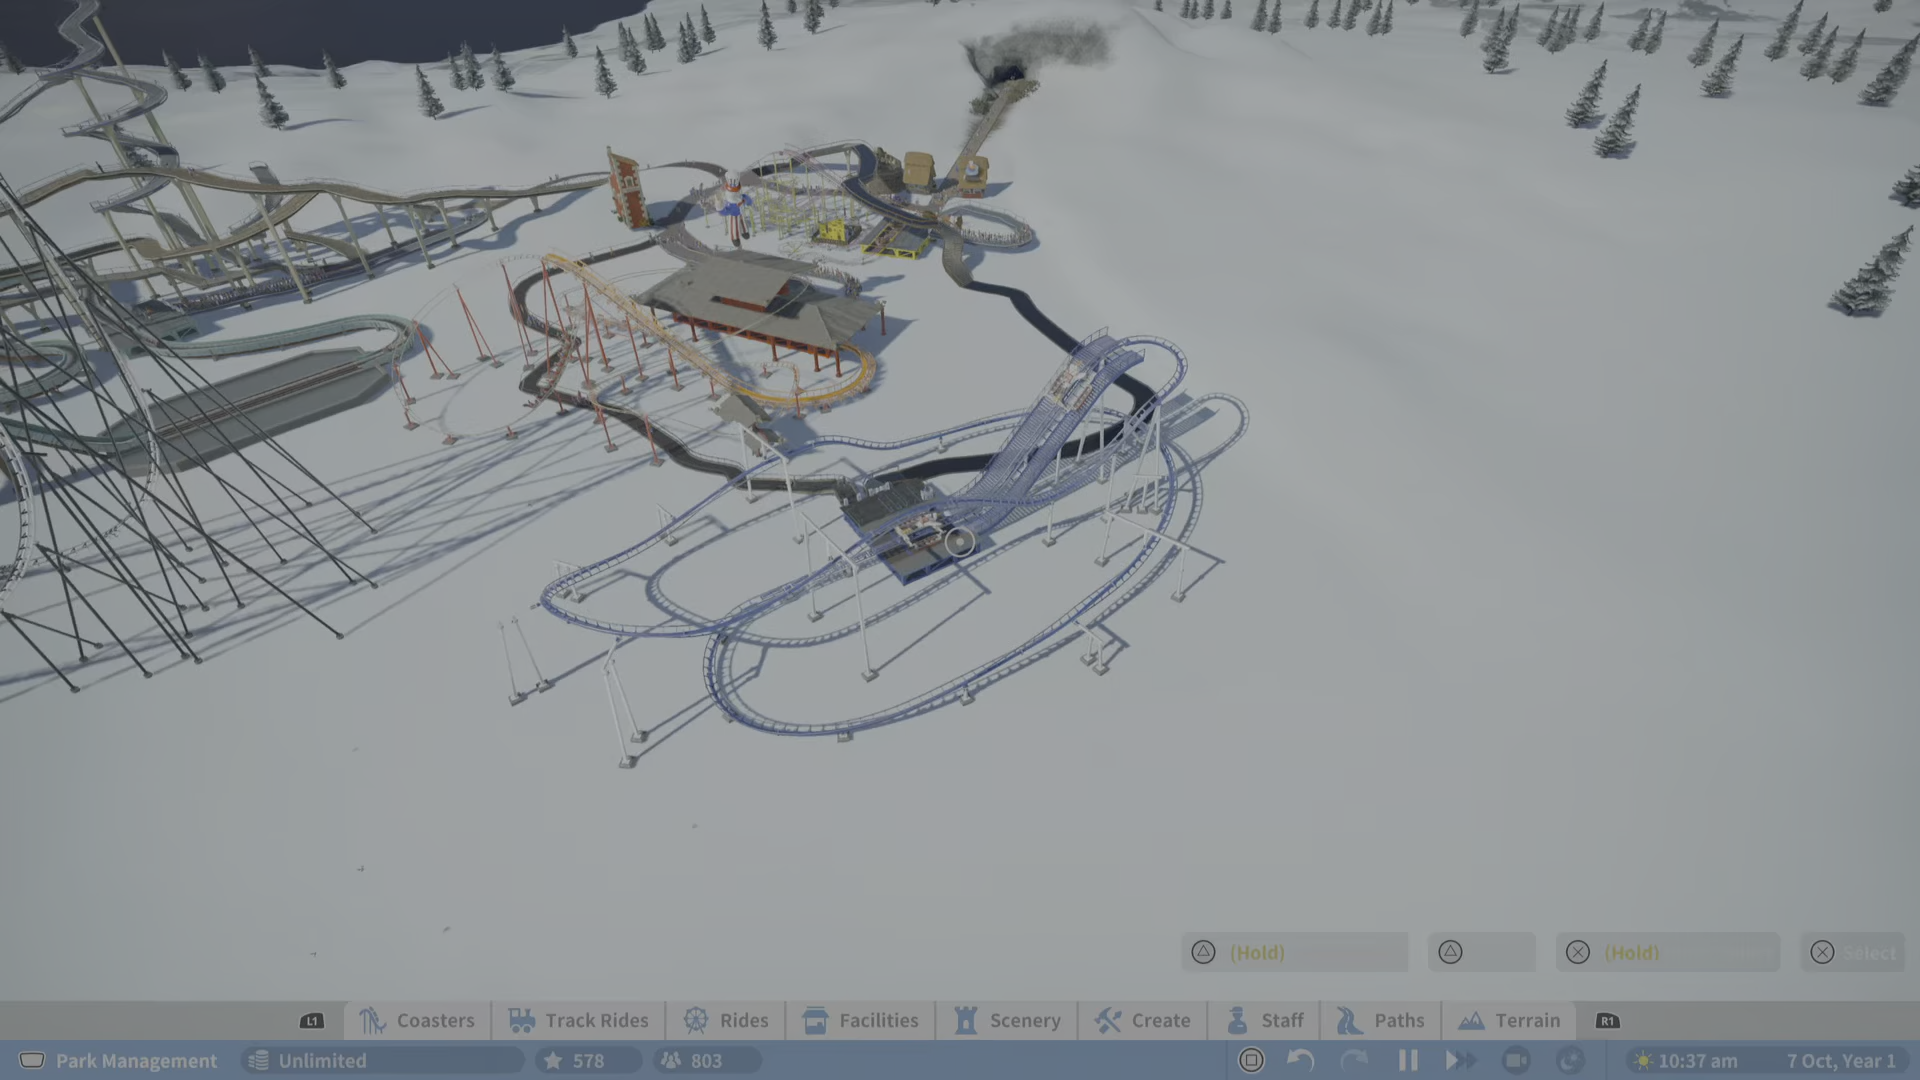 (Hold) (Hold) Select
L1 Coasters Track Rides Rides Facilities Scenery Create Staff Paths Terrain R1
Park Management Unlimited 578 803 10:37 am 7 Oct, Year 1